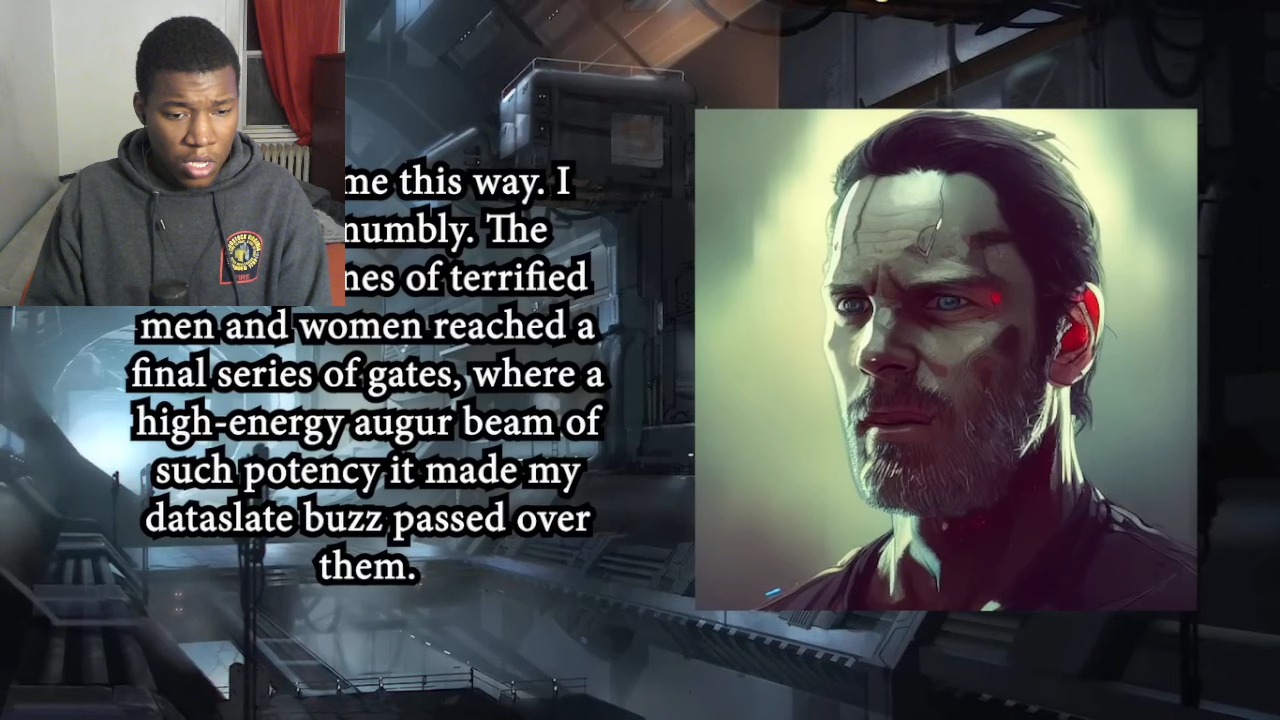 me this way. I
numbly. The
nes of terrified
men and women reached a
final series of gates, where a
high-energy augur beam of
such potency it made my
dataslate buzz passed over
them.